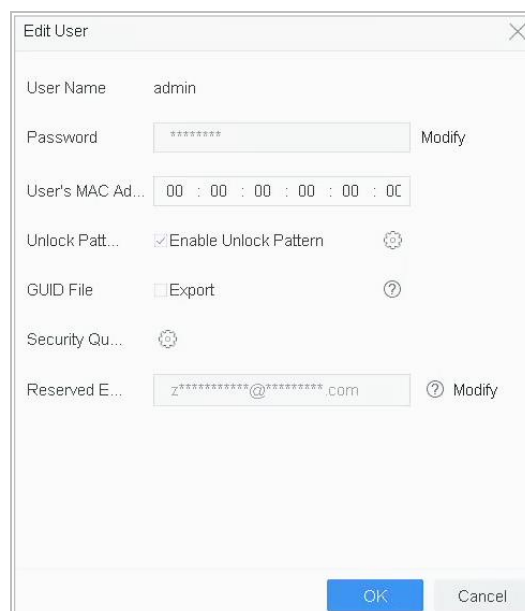 Edit User
User Name admin
Password ******** Modify
User's MAC Ad... 00 : 00 : 00 : 00 : 00 : 00
Unlock Patt... Enable Unlock Pattern
GUID File Export ?
Security Qu...
Reserved E... z***********@*********.com ? Modify
OK Cancel